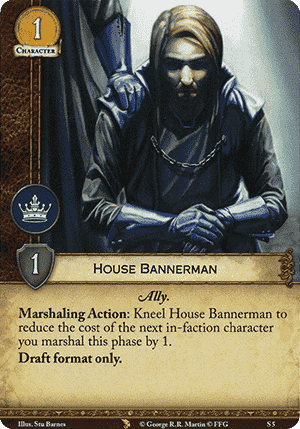 1
CHARACTER
1
HOUSE BANNERMAN
Ally.
Marshaling Action: Kneel House Bannerman to
reduce the cost of the next in-faction character
you marshal this phase by 1.
Draft format only.
Illus. Stu Barnes © George R.R. Martin © FFG S 5